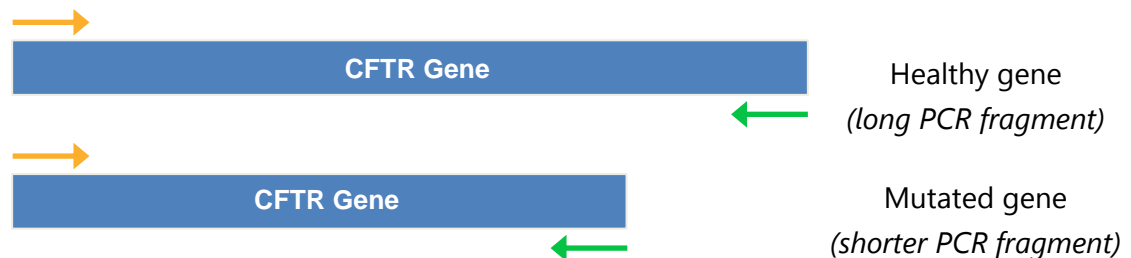 CFTR Gene
Healthy gene
(long PCR fragment)
CFTR Gene
Mutated gene
(shorter PCR fragment)